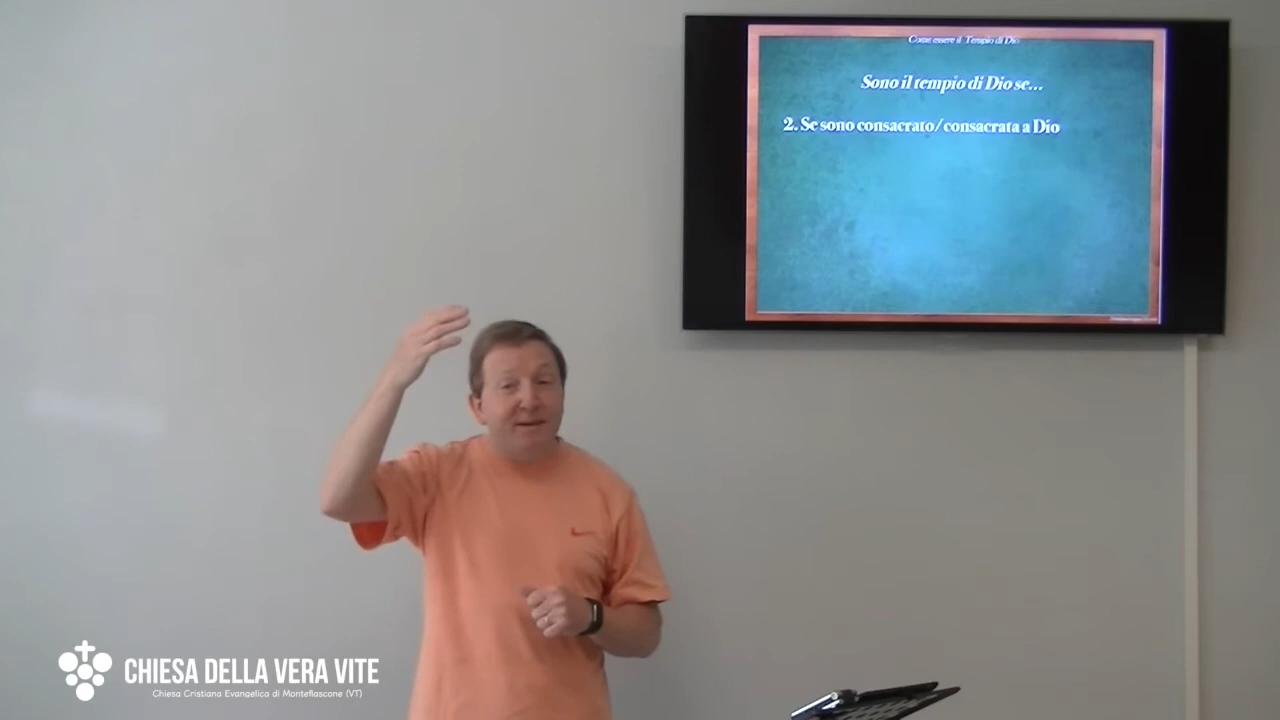 Come essere il Tempio di Dio
Sono il tempio di Dio se...
2. Se sono consacrato/consacrata a Dio
CHIESA DELLA VERA VITE
Chiesa Cristiana Evangelica di Montefiascone (VT)